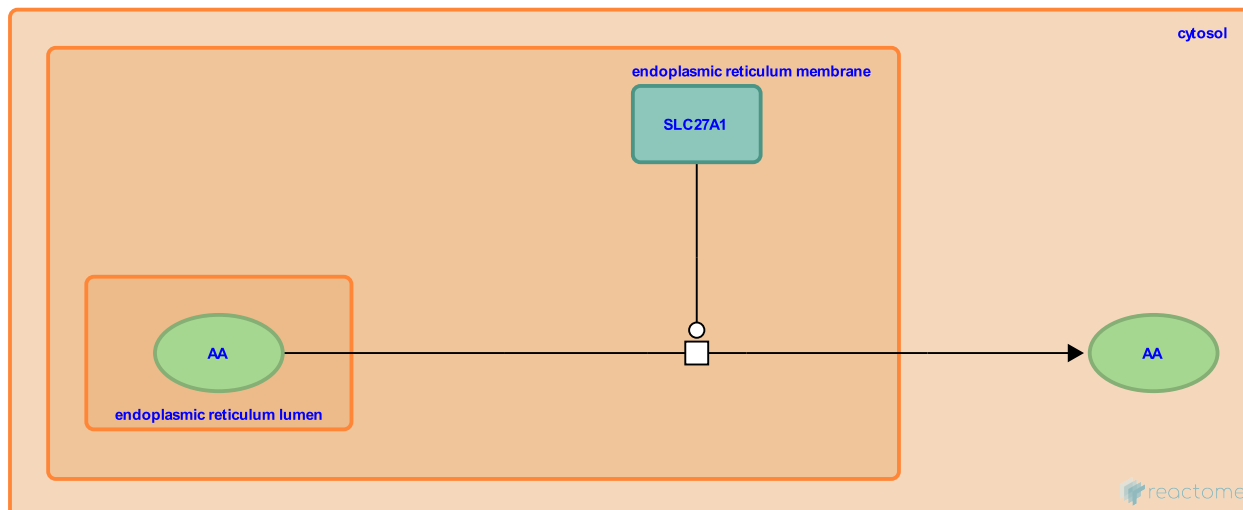 cytosol
endoplasmic reticulum membrane
SLC27A1
AA
AA
endoplasmic reticulum lumen
reactome